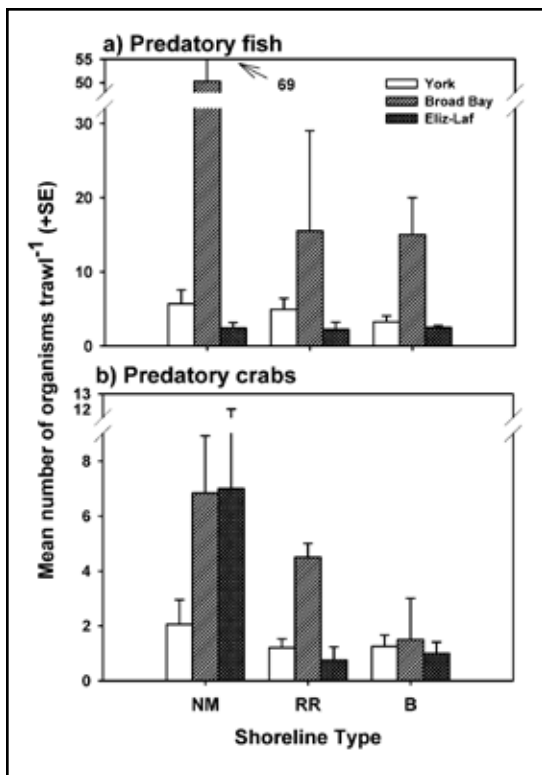 a) Predatory fish
55
50
30
20
10
0
69
York
Broad Bay
Eliz-Laf
Mean number of organisms trawl-1 (+SE)
b) Predatory crabs
13
12
8
6
4
2
0
NM RR B
Shoreline Type